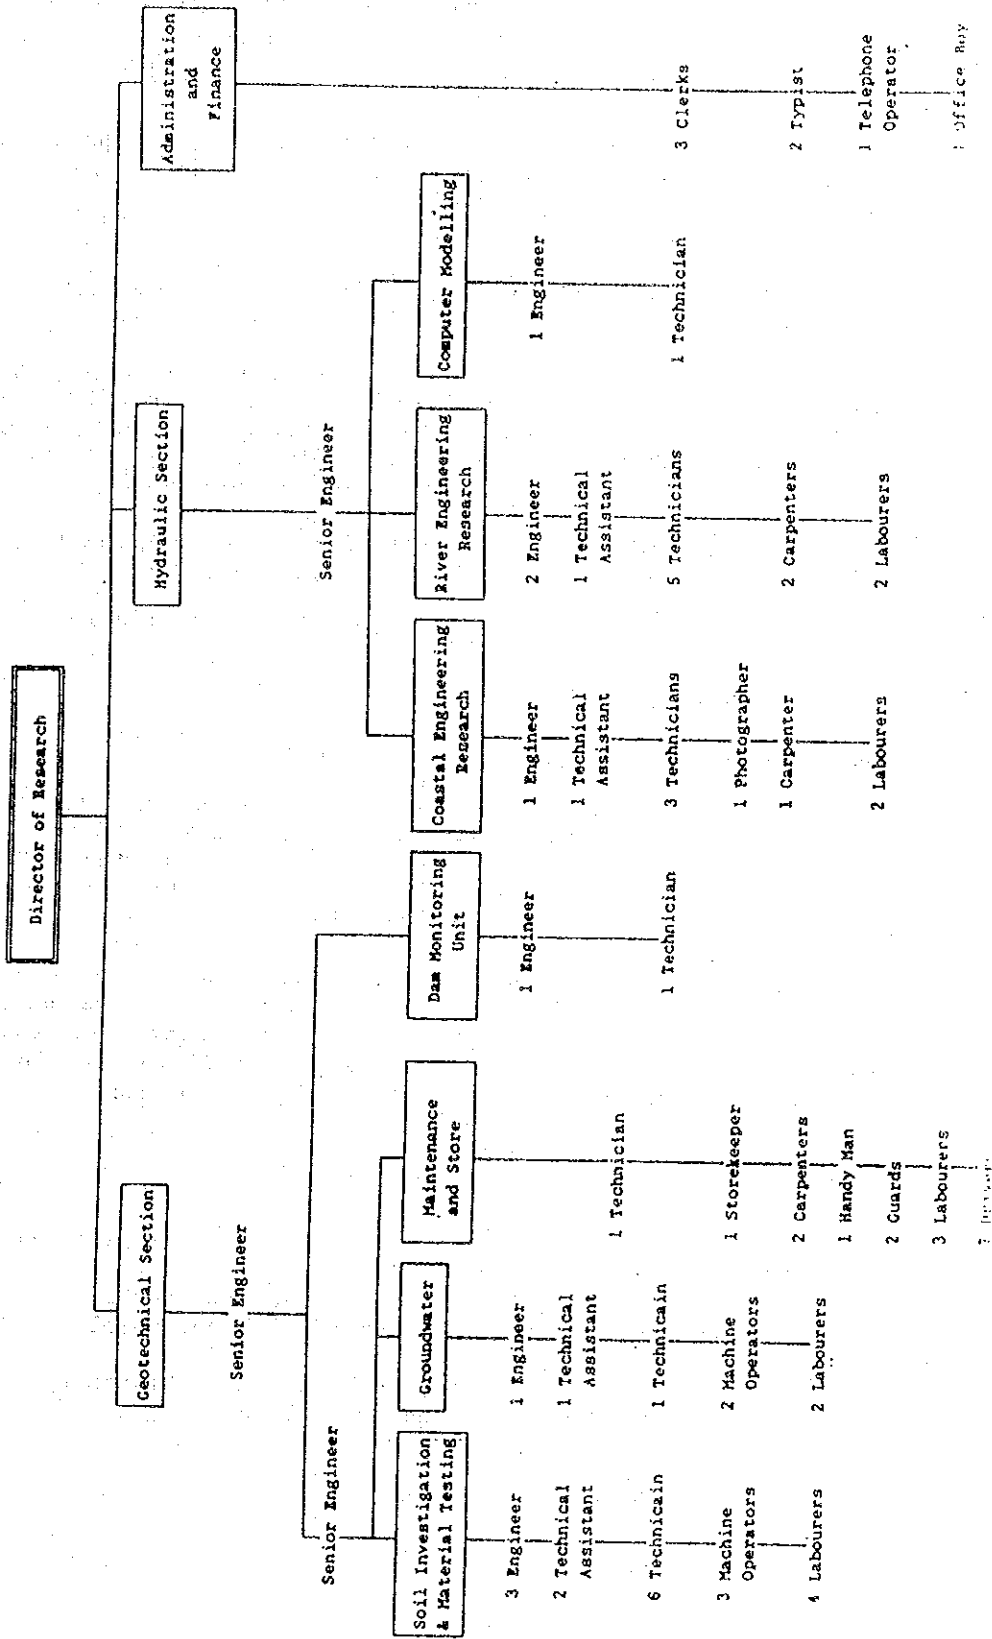 Director of Research
Geotechnical Section
Hydraulic Section
Administration
and
Finance
Senior Engineer
Senior Engineer
Senior Engineer
Soil Investigation
& Material Testing
Groundwater
Maintenance
and Store
Dam Monitoring
Unit
Coastal Engineering
Research
River Engineering
Research
Computer Modelling
3 Engineer
2 Technical
Assistant
6 Technicain
3 Machine
Operators
4 Labourers
1 Engineer
1 Technical
Assistant
1 Technicain
2 Machine
Operators
2 Labourers
1 Technician
1 Storekeeper
2 Carpenters
1 Handy Man
2 Guards
3 Labourers
1 Engineer
1 Technician
1 Engineer
1 Technical
Assistant
3 Technicians
1 Photographer
1 Carpenter
2 Labourers
2 Engineer
1 Technical
Assistant
5 Technicians
2 Carpenters
2 Labourers
1 Engineer
1 Technician
3 Clerks
2 Typist
1 Telephone
Operator
Office Boy